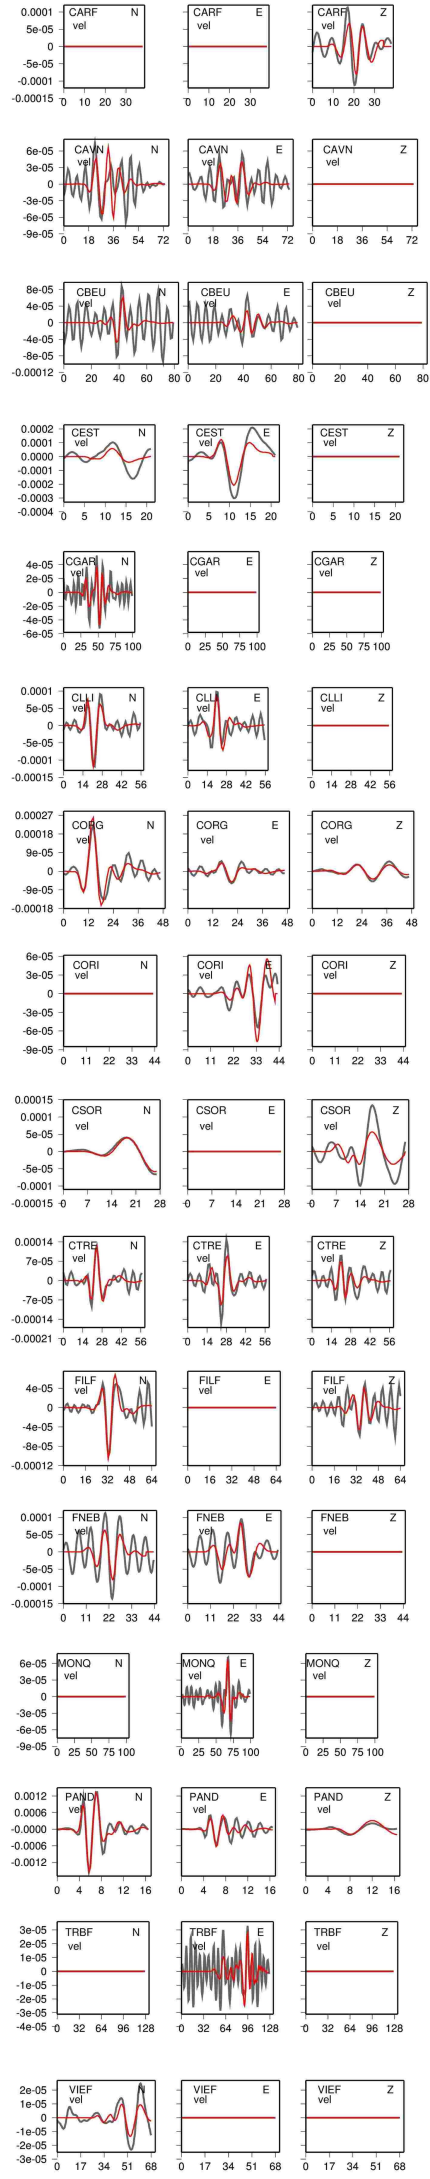 0.0001 CARF N CARF E CARF Z
5e-05 vel vel vel
0
-5e-05
-0.0001
-0.00015
0 10 20 30 0 10 20 30 0 10 20 30
6e-05 CAVN N CAVN E CAVN Z
3e-05 vel vel vel
0
-3e-05
-6e-05
-9e-05
0 18 36 54 72 0 18 36 54 72 0 18 36 54 72
8e-05 CBEU N CBEU E CBEU Z
4e-05 vel vel vel
0
-4e-05
-8e-05
-0.00012
0 20 40 60 80 0 20 40 60 80 0 20 40 60 80
0.0002 CEST N CEST E CEST Z
0.0001 vel vel vel
0.0000
-0.0001
-0.0002
-0.0003
0.0004
0 5 10 15 20 0 5 10 15 20 0 5 10 15 20
4e-05 CGAR N CGAR E CGAR Z
2e-05 vel vel vel
0
-2e-05
-4e-05
-6e-05
0 25 50 75 100 0 25 50 75 100 0 25 50 75 100
0.0001 CLLI N CLLI E CLLI Z
5e-05 vel vel vel
0
-5e-05
-0.0001
-0.00015
0 14 28 42 56 0 14 28 42 56 0 14 28 42 56
0.00027
0.00018 CORG N CORG E CORG Z
9e-05 vel vel vel
0
-9e-05
-0.00018
0 12 24 36 48 0 12 24 36 48 0 12 24 36 48
6e-05 CORI N CORI E CORI Z
3e-05 vel vel vel
0
-3e-05
-6e-05
-9e-05
0 11 22 33 44 0 11 22 33 44 0 11 22 33 44
0.00015
0.0001 CSOR N CSOR E CSOR Z
5e-05 vel vel vel
0
-5e-05
-0.0001
-0.00015
0 7 14 21 28 0 7 14 21 28 0 7 14 21 28
0.00014 CTRE N CTRE E CTRE Z
7e-05 vel vel vel
0
-7e-05
-0.00014
-0.00021
0 14 28 42 56 0 14 28 42 56 0 14 28 42 56
4e-05 FILF N FILF E FILF Z
vel vel vel
0
-4e-05
-8e-05
-0.00012
0 16 32 48 64 0 16 32 48 64 0 16 32 48 64
0.0001 FNEB N FNEB E FNEB Z
5e-05 vel vel vel
0
-5e-05
-0.0001
-0.00015
0 11 22 33 44 0 11 22 33 44 0 11 22 33 44
6e-05 MONQ N MONQ E MONQ Z
3e-05 vel vel vel
0
-3e-05
-6e-05
-9e-05
25 50 75 100 25 50 75 100 25 50 75 100
0.0012 PAND N PAND E PAND Z
0.0006 vel vel vel
-0.0000
-0.0006
-0.0012
0 4 8 12 16 0 4 8 12 16 0 4 8 12 16
3e-05 TRBF N TRBF E TRBF Z
2e-05 vel vel vel
1e-05
0
-1e-05
-2e-05
-3e-05
-4e-05
0 32 64 96 128 0 32 64 96 128 0 32 64 96 128
2e-05 VIEF N VIEF E VIEF Z
1e-05 vel vel vel
0
-1e-05
-2e-05
-3e-05
0 17 34 51 68 0 17 34 51 68 0 17 34 51 68